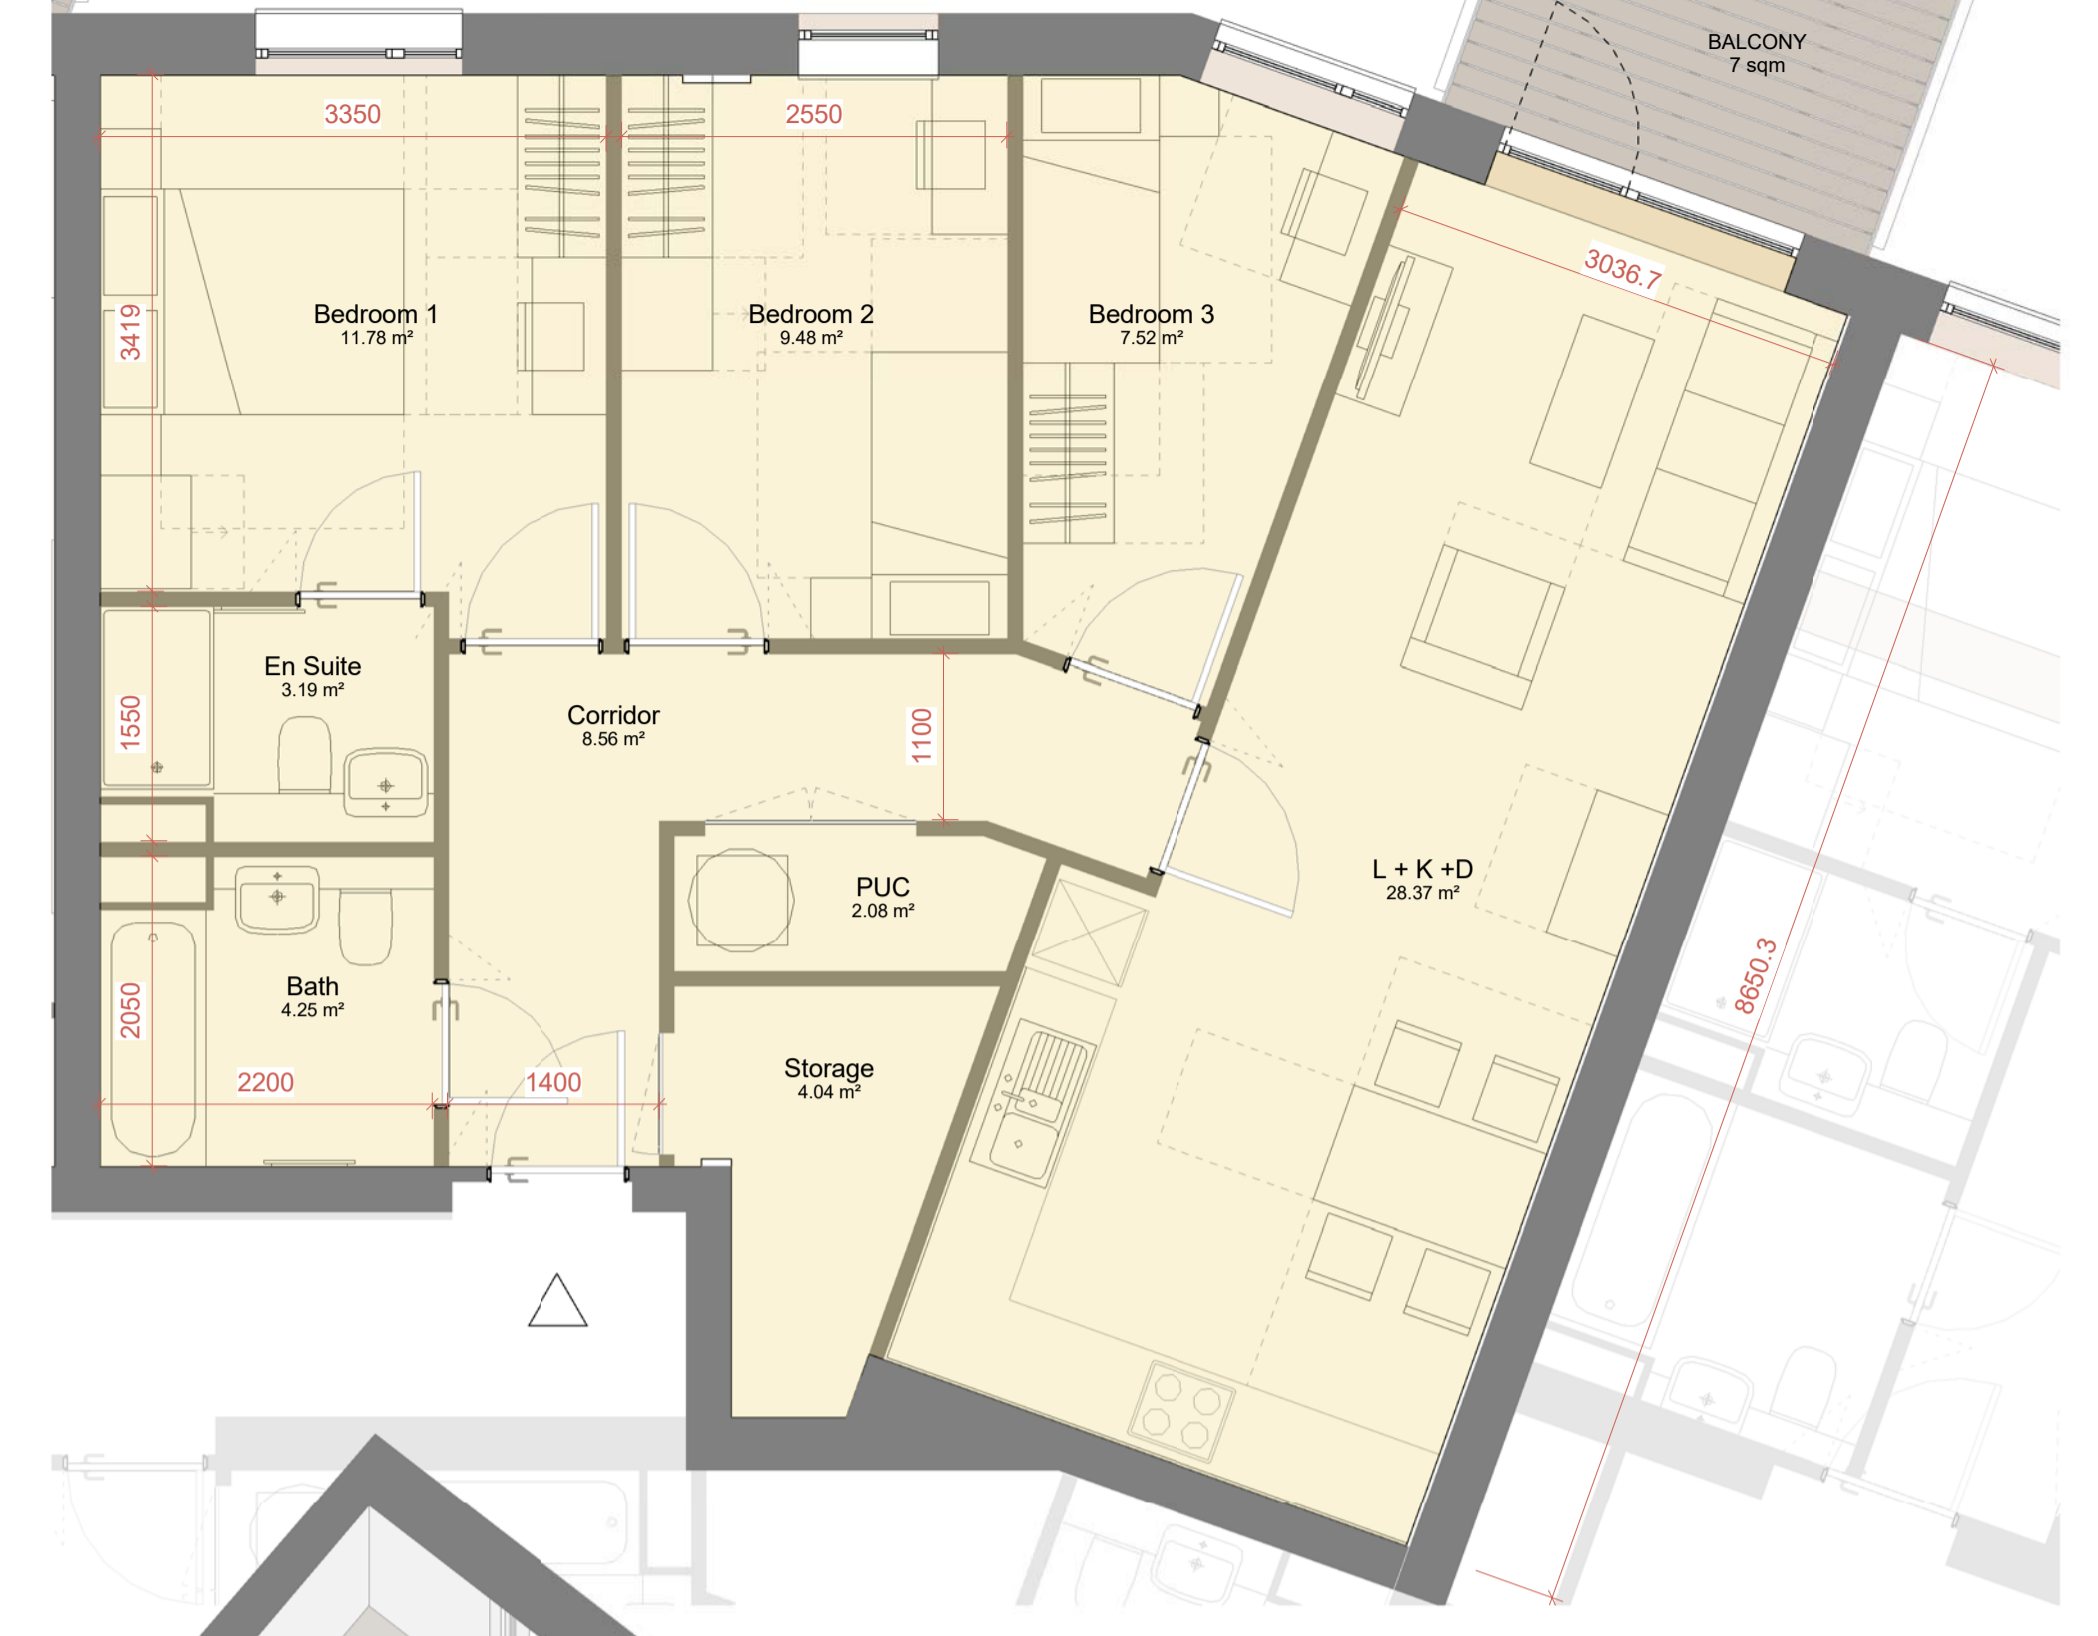 BALCONY
7 sqm
3350
2550
3036.7
3419
Bedroom 1
11.78 m²
Bedroom 2
9.48 m²
Bedroom 3
7.52 m²
En Suite
3.19 m²
1550
Corridor
8.56 m²
1100
L + K +D
28.37 m²
PUC
2.08 m²
8650.3
Bath
4.25 m²
2050
2200
1400
Storage
4.04 m²